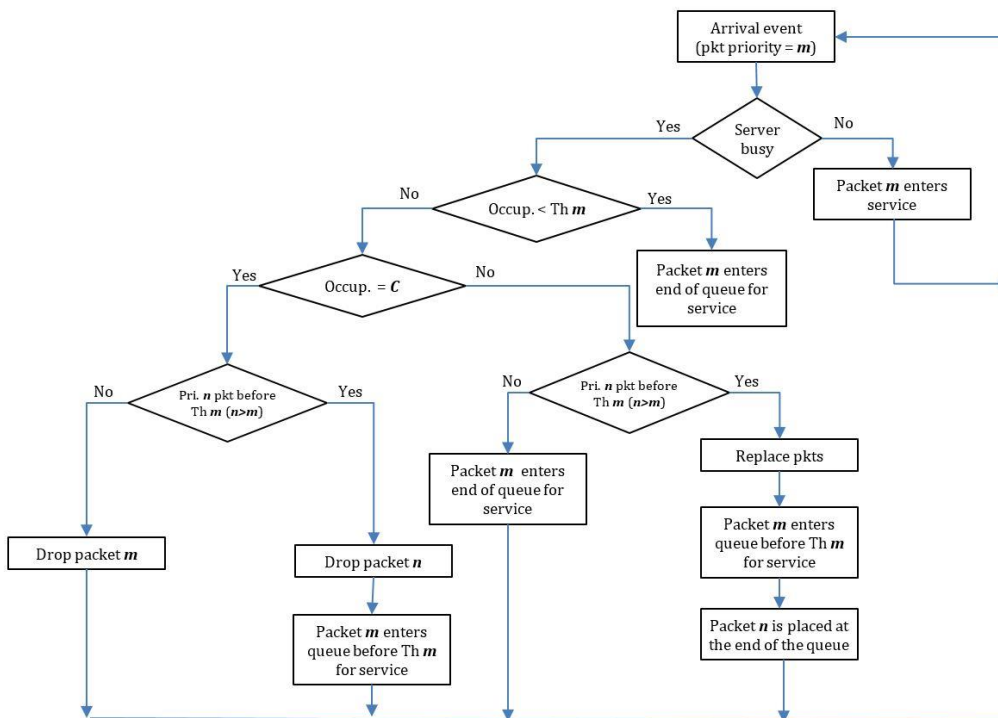 Arrival event
(pkt priority = m)
Yes
Server
busy
No
Packet m enters
service
No
Occup. < Th m
Yes
Packet m enters
end of queue for
service
Yes
Occup. = C
No
No
Pri. n pkt before
Th m (n>m)
Yes
No
Pri. n pkt before
Th m (n>m)
Yes
Packet m enters
end of queue for
service
Replace pkts
Packet m enters
queue before Th m
for service
Drop packet m
Drop packet n
Packet m enters
queue before Th m
for service
Packet n is placed at
the end of the queue